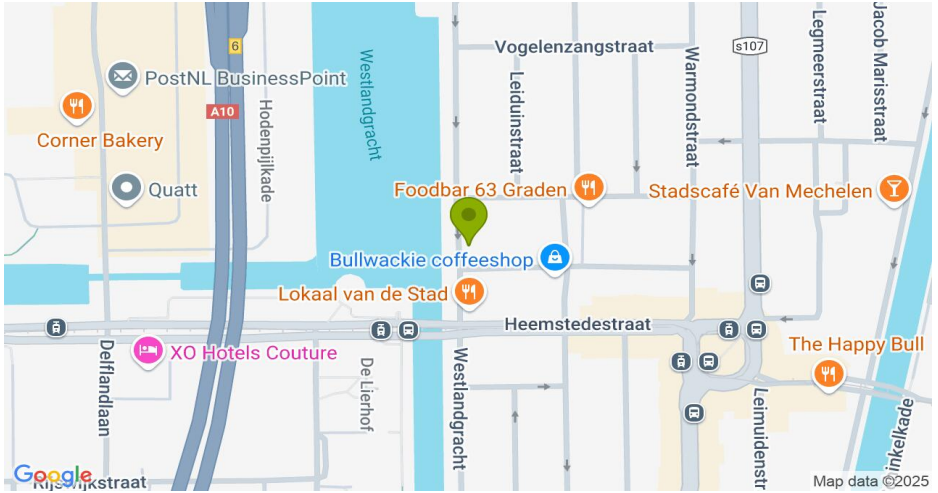 Vogelenzangstraat
s107
Legmeerstraat
Jacob Marisstraat
6
PostNL BusinessPoint
A10
Corner Bakery
Hodenpijlkade
Westlandgracht
Leiduinstraat
Warmondstraat
Quatt
Foodbar 63 Graden
Stadscafé Van Mechelen
Bullwackie coffeeshop
Lokaal van de Stad
Heemstedestraat
XO Hotels Couture
The Happy Bull
Delflandlaan
De Lierhof
Westlandgracht
Leimuidenstr
inkelkade
Google
Rijswijkstraat
Map data ©2025